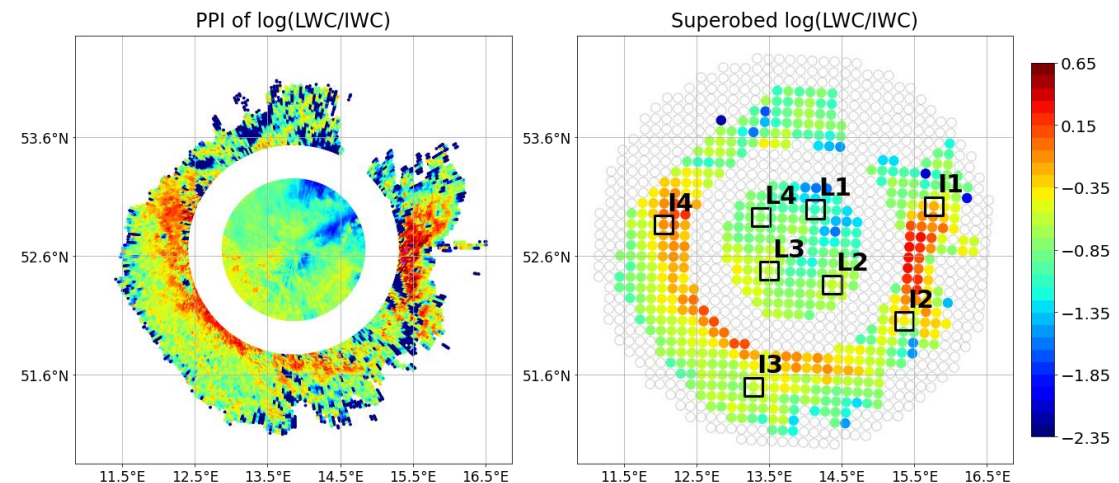 PPI of log(LWC/IWC)
53.6°N
52.6°N
51.6°N
11.5°E 12.5°E 13.5°E 14.5°E 15.5°E 16.5°E
Superobed log(LWC/IWC)
53.6°N
52.6°N
51.6°N
11.5°E 12.5°E 13.5°E 14.5°E 15.5°E 16.5°E
I4
L4
L1
I1
L3
L2
I2
I3
0.65
0.15
−0.35
−0.85
−1.35
−1.85
−2.35